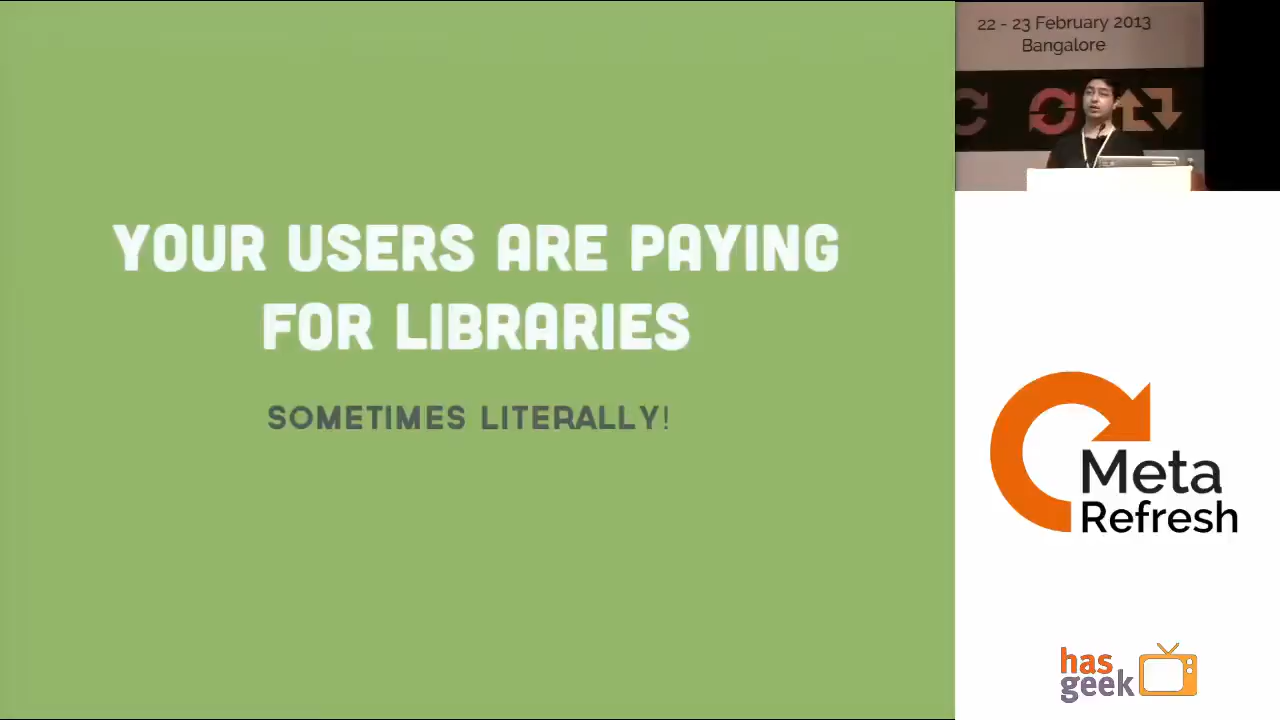 YOUR USERS ARE PAYING
FOR LIBRARIES
SOMETIMES LITERALLY!
22 - 23 February 2013
Bangalore
Meta
Refresh
has
geek